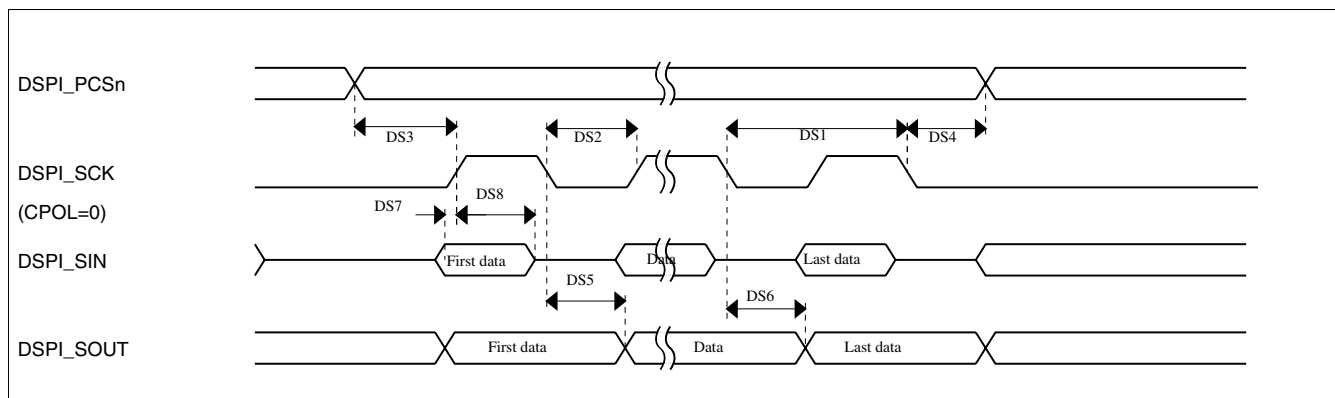 DSPI_PCSn
DS3
DS2
DS1
DS4
DSPI_SCK
(CPOL=0)
DS7
DS8
DSPI_SIN
First data
Data
Last data
DS5
DS6
DSPI_SOUT
First data
Data
Last data